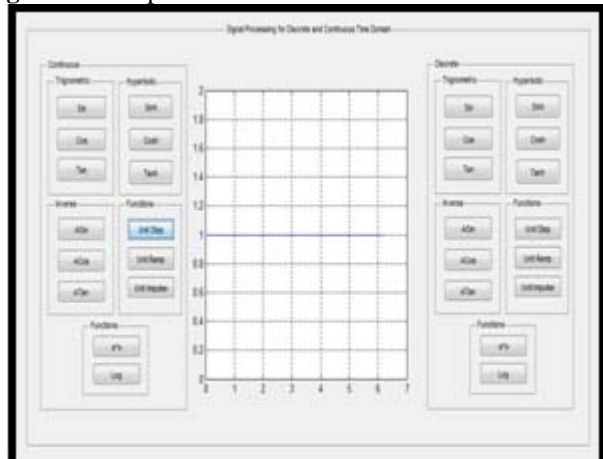 Signal Processing for Discrete and Continuous Time Domain
Continuous
Trigonometric
Hyperbolic
Sin
Sinh
Cos
Cosh
Tan
Tanh
Inverse
Functions
ASin
Unit Step
ACos
Unit Ramp
ATan
Unit Impulse
Functions
e^x
Log
2
1.8
1.6
1.4
1.2
1
0.8
0.6
0.4
0.2
0
0 1 2 3 4 5 6 7
Discrete
Trigonometric
Hyperbolic
Sin
Sinh
Cos
Cosh
Tan
Tanh
Inverse
Functions
ASin
Unit Step
ACos
Unit Ramp
ATan
Unit Impulse
Functions
e^x
Log